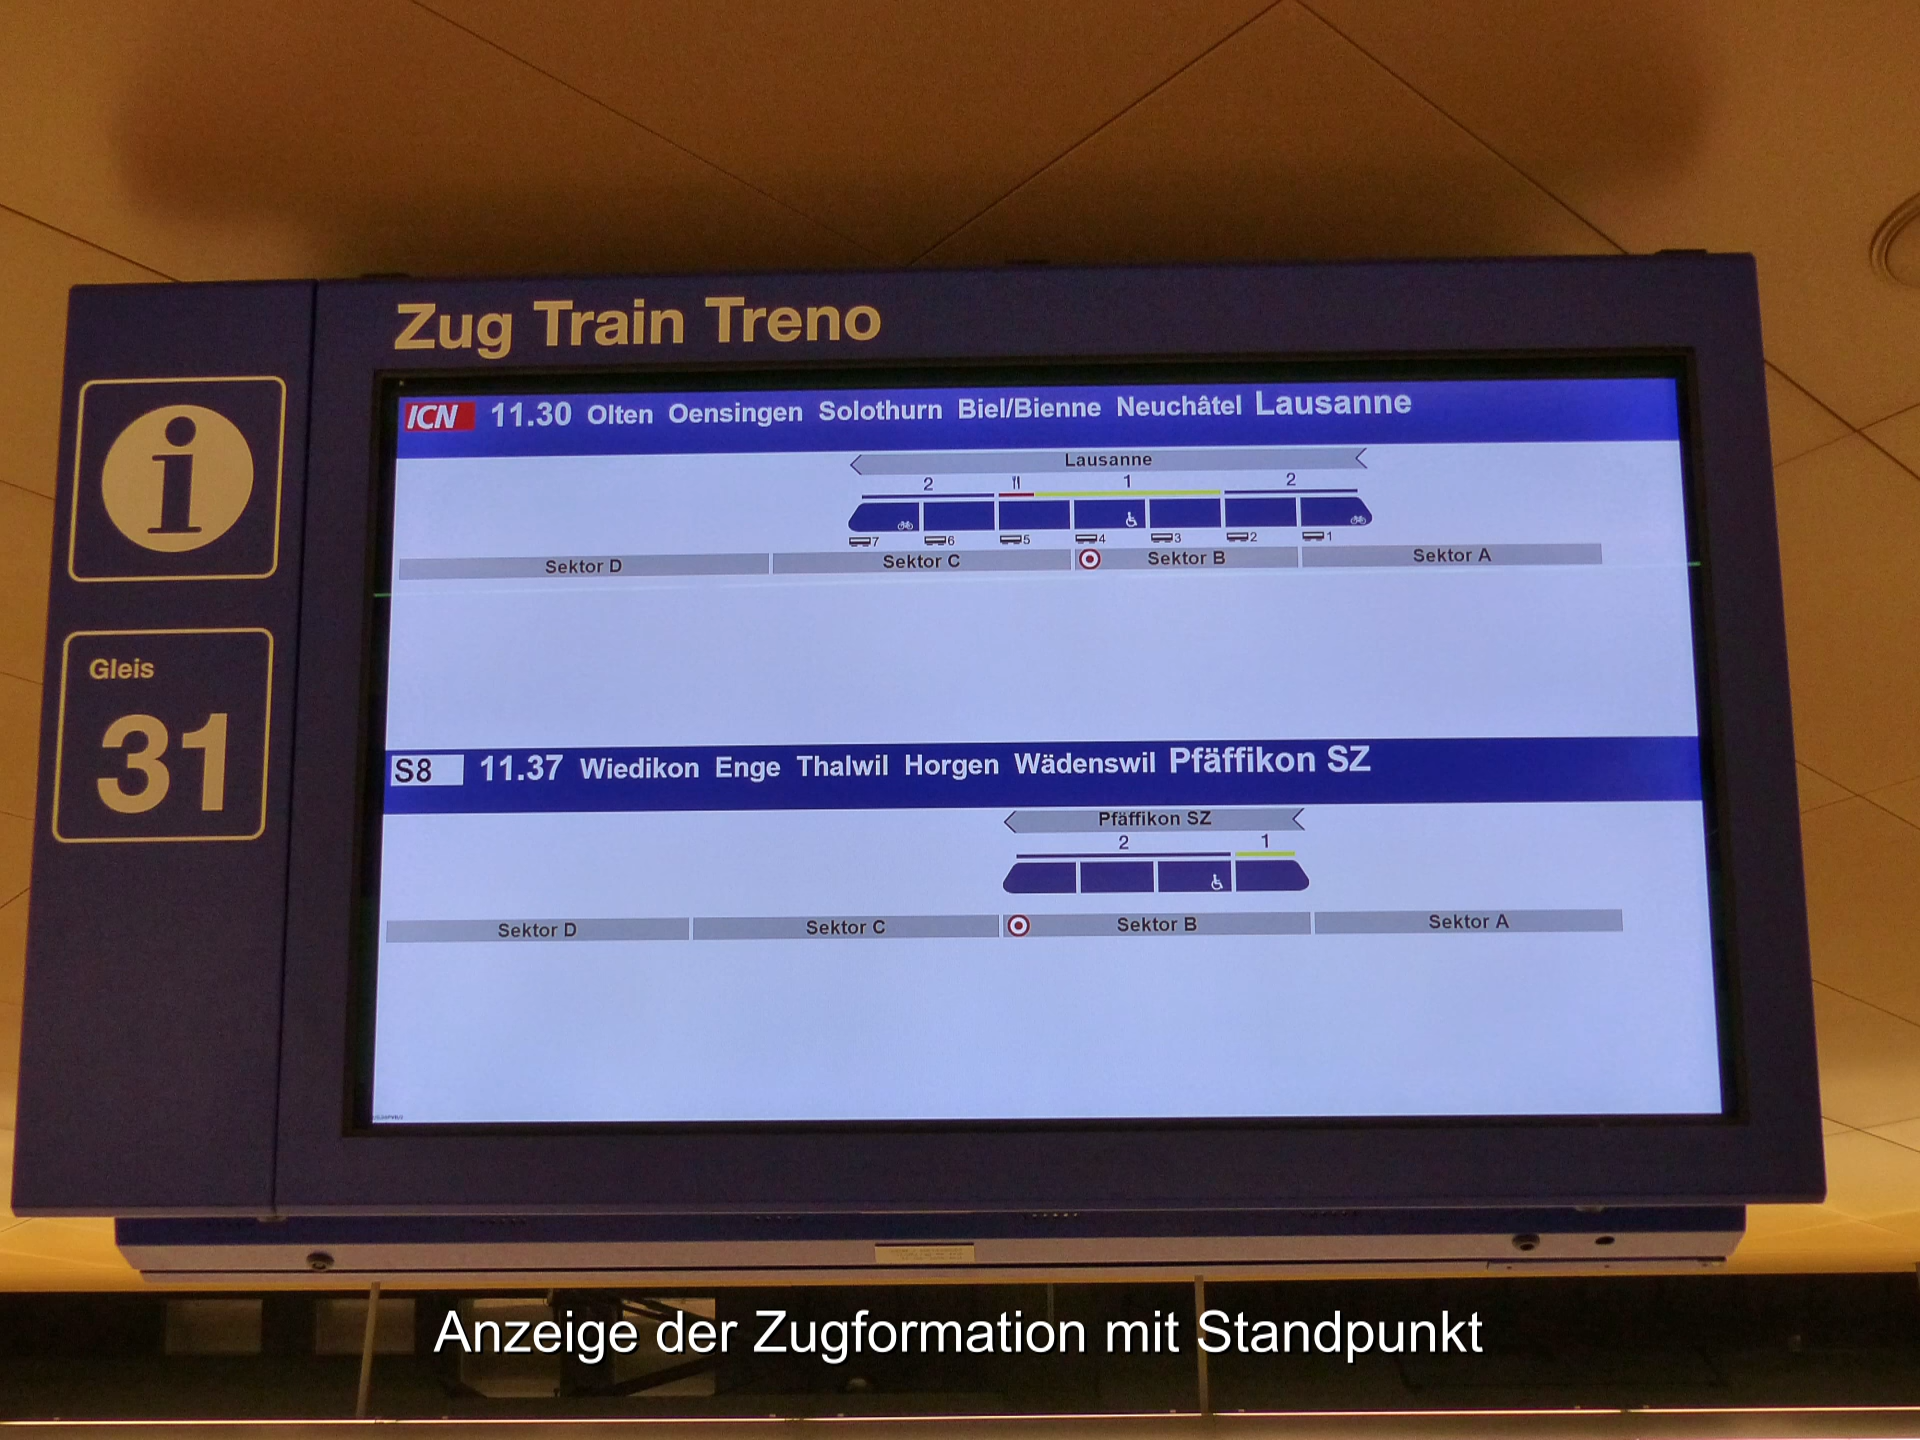 Zug Train Treno
Gleis
31
ICN 11.30 Olten Oensingen Solothurn Biel/Bienne Neuchâtel Lausanne
Lausanne
2 1 2
7 6 5 4 3 2 1
Sektor D Sektor C Sektor B Sektor A
S8 11.37 Wiedikon Enge Thalwil Horgen Wädenswil Pfäffikon SZ
Pfäffikon SZ
2 1
Sektor D Sektor C Sektor B Sektor A
Anzeige der Zugformation mit Standpunkt